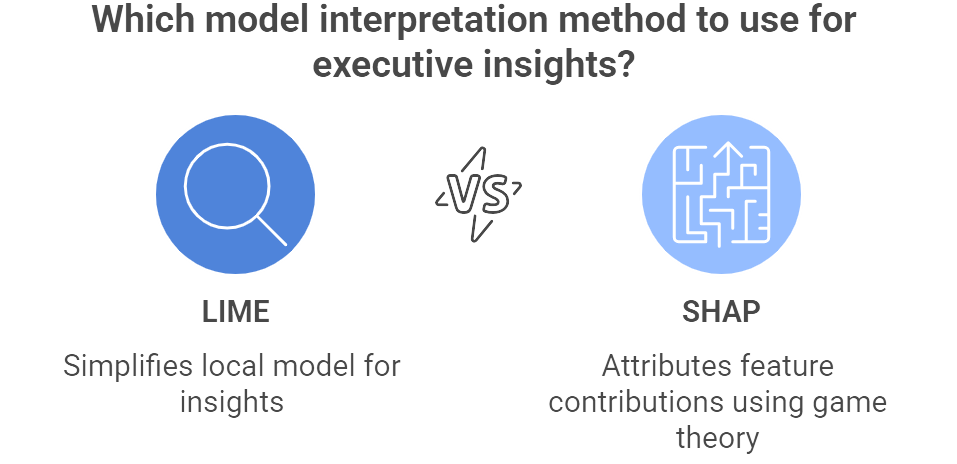 Which model interpretation method to use for
executive insights?
VS
LIME
SHAP
Simplifies local model for
insights
Attributes feature
contributions using game
theory